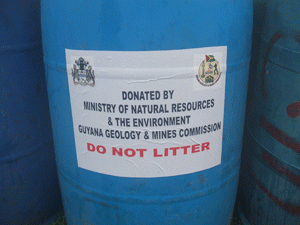 DONATED BY
MINISTRY OF NATURAL RESOURCES
& THE ENVIRONMENT
GUYANA GEOLOGY & MINES COMMISSION
DO NOT LITTER